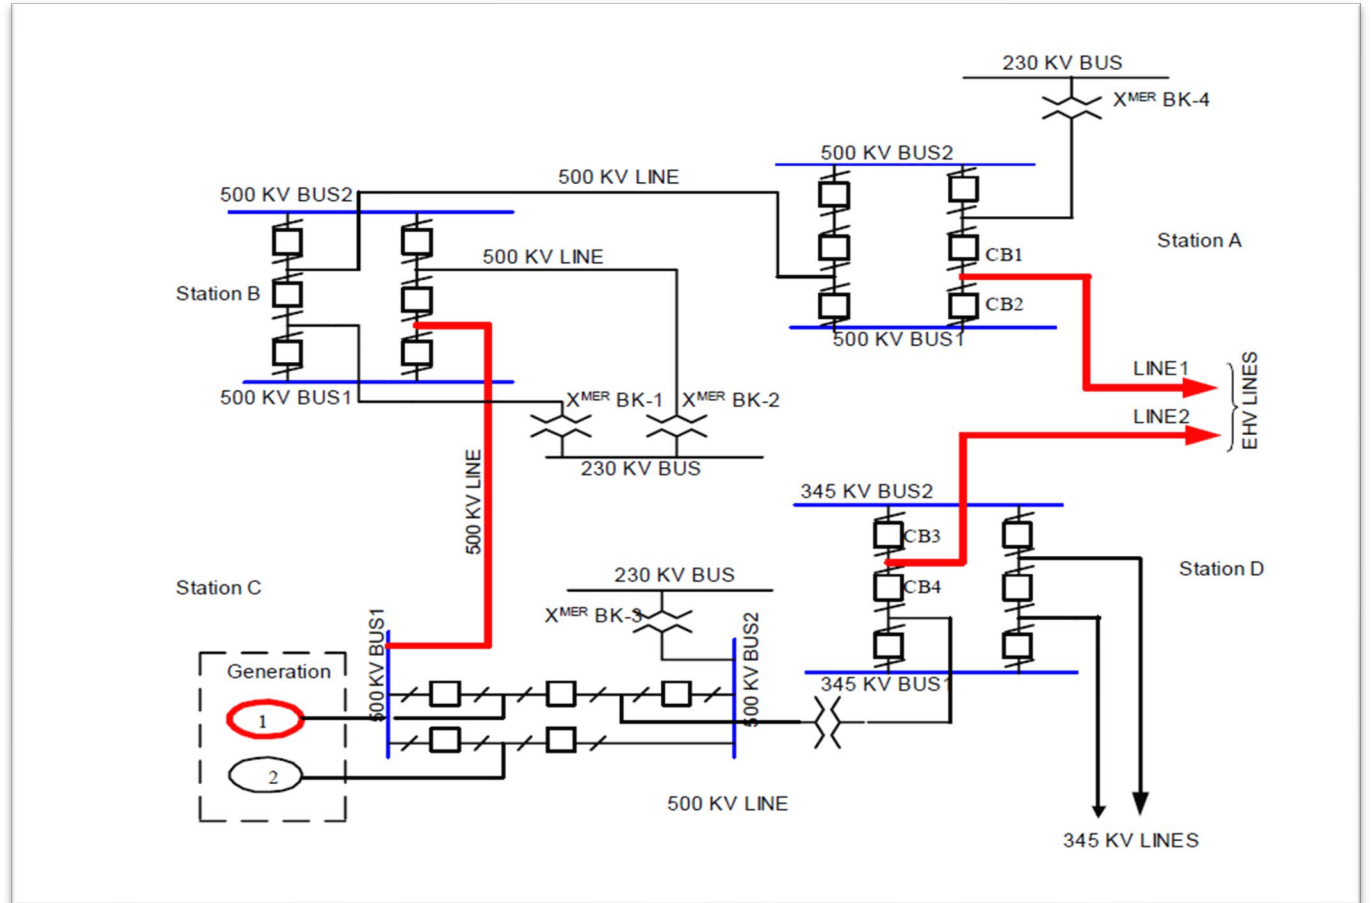 230 KV BUS
XMER BK-4
500 KV BUS2
500 KV LINE
500 KV BUS2
Station A
500 KV LINE
CB1
Station B
CB2
500 KV BUS1
LINE1
500 KV BUS1
XMER BK-1
XMER BK-2
LINE2
EHV LINES
230 KV BUS
500 KV LINE
345 KV BUS2
CB3
Station D
230 KV BUS
Station C
CB4
XMER BK-3
500 KV BUS1
500 KV BUS2
Generation
345 KV BUS1
1
2
500 KV LINE
345 KV LINES